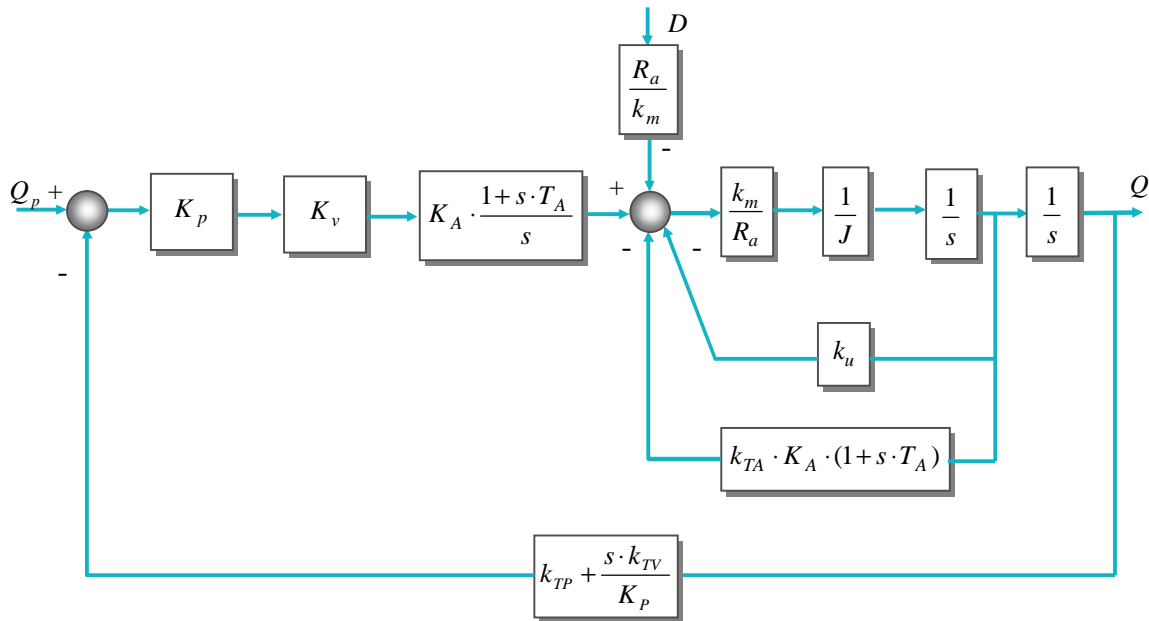 D
R_a / k_m
-
Q_p +
K_p
K_v
K_A · (1 + s · T_A) / s
+
k_m / R_a
1 / J
1 / s
1 / s
Q
-
-
-
k_u
k_TA · K_A · (1 + s · T_A)
k_TP + (s · k_TV) / K_P